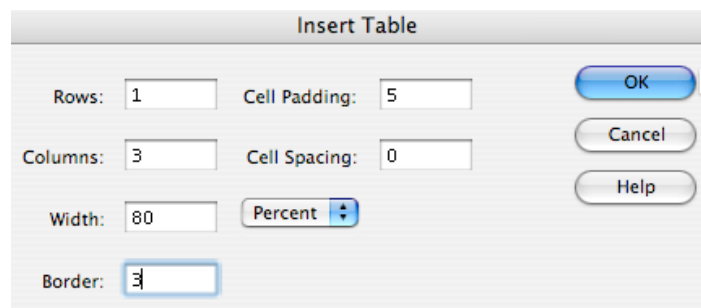 Insert Table
Rows: 1 Cell Padding: 5 OK
Columns: 3 Cell Spacing: 0 Cancel
Help
Width: 80 Percent
Border: 3